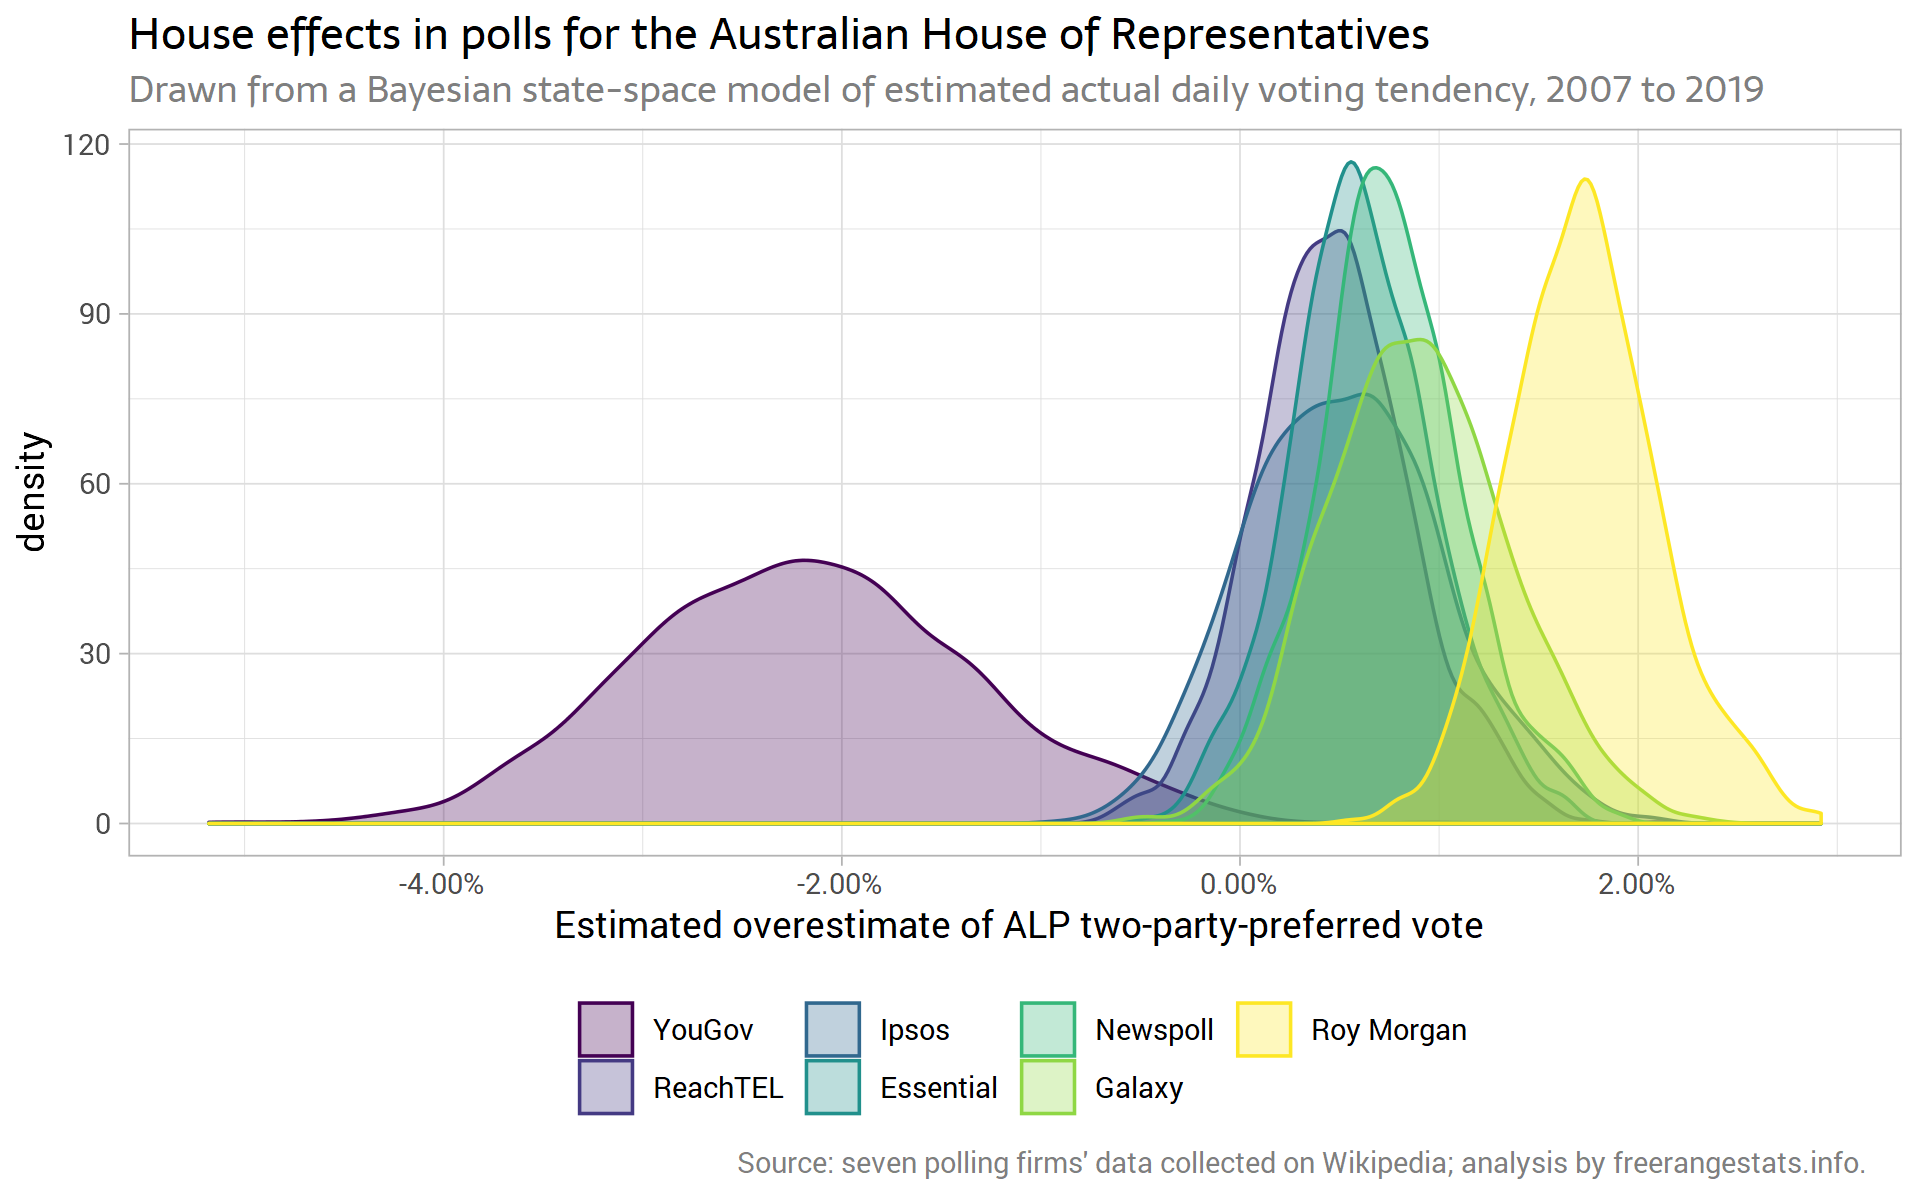 House effects in polls for the Australian House of Representatives
Drawn from a Bayesian state-space model of estimated actual daily voting tendency, 2007 to 2019
120
90
60
30
0
density
-4.00% -2.00% 0.00% 2.00%
Estimated overestimate of ALP two-party-preferred vote
YouGov Ipsos Newspoll Roy Morgan
ReachTEL Essential Galaxy
Source: seven polling firms' data collected on Wikipedia; analysis by freerangestats.info.